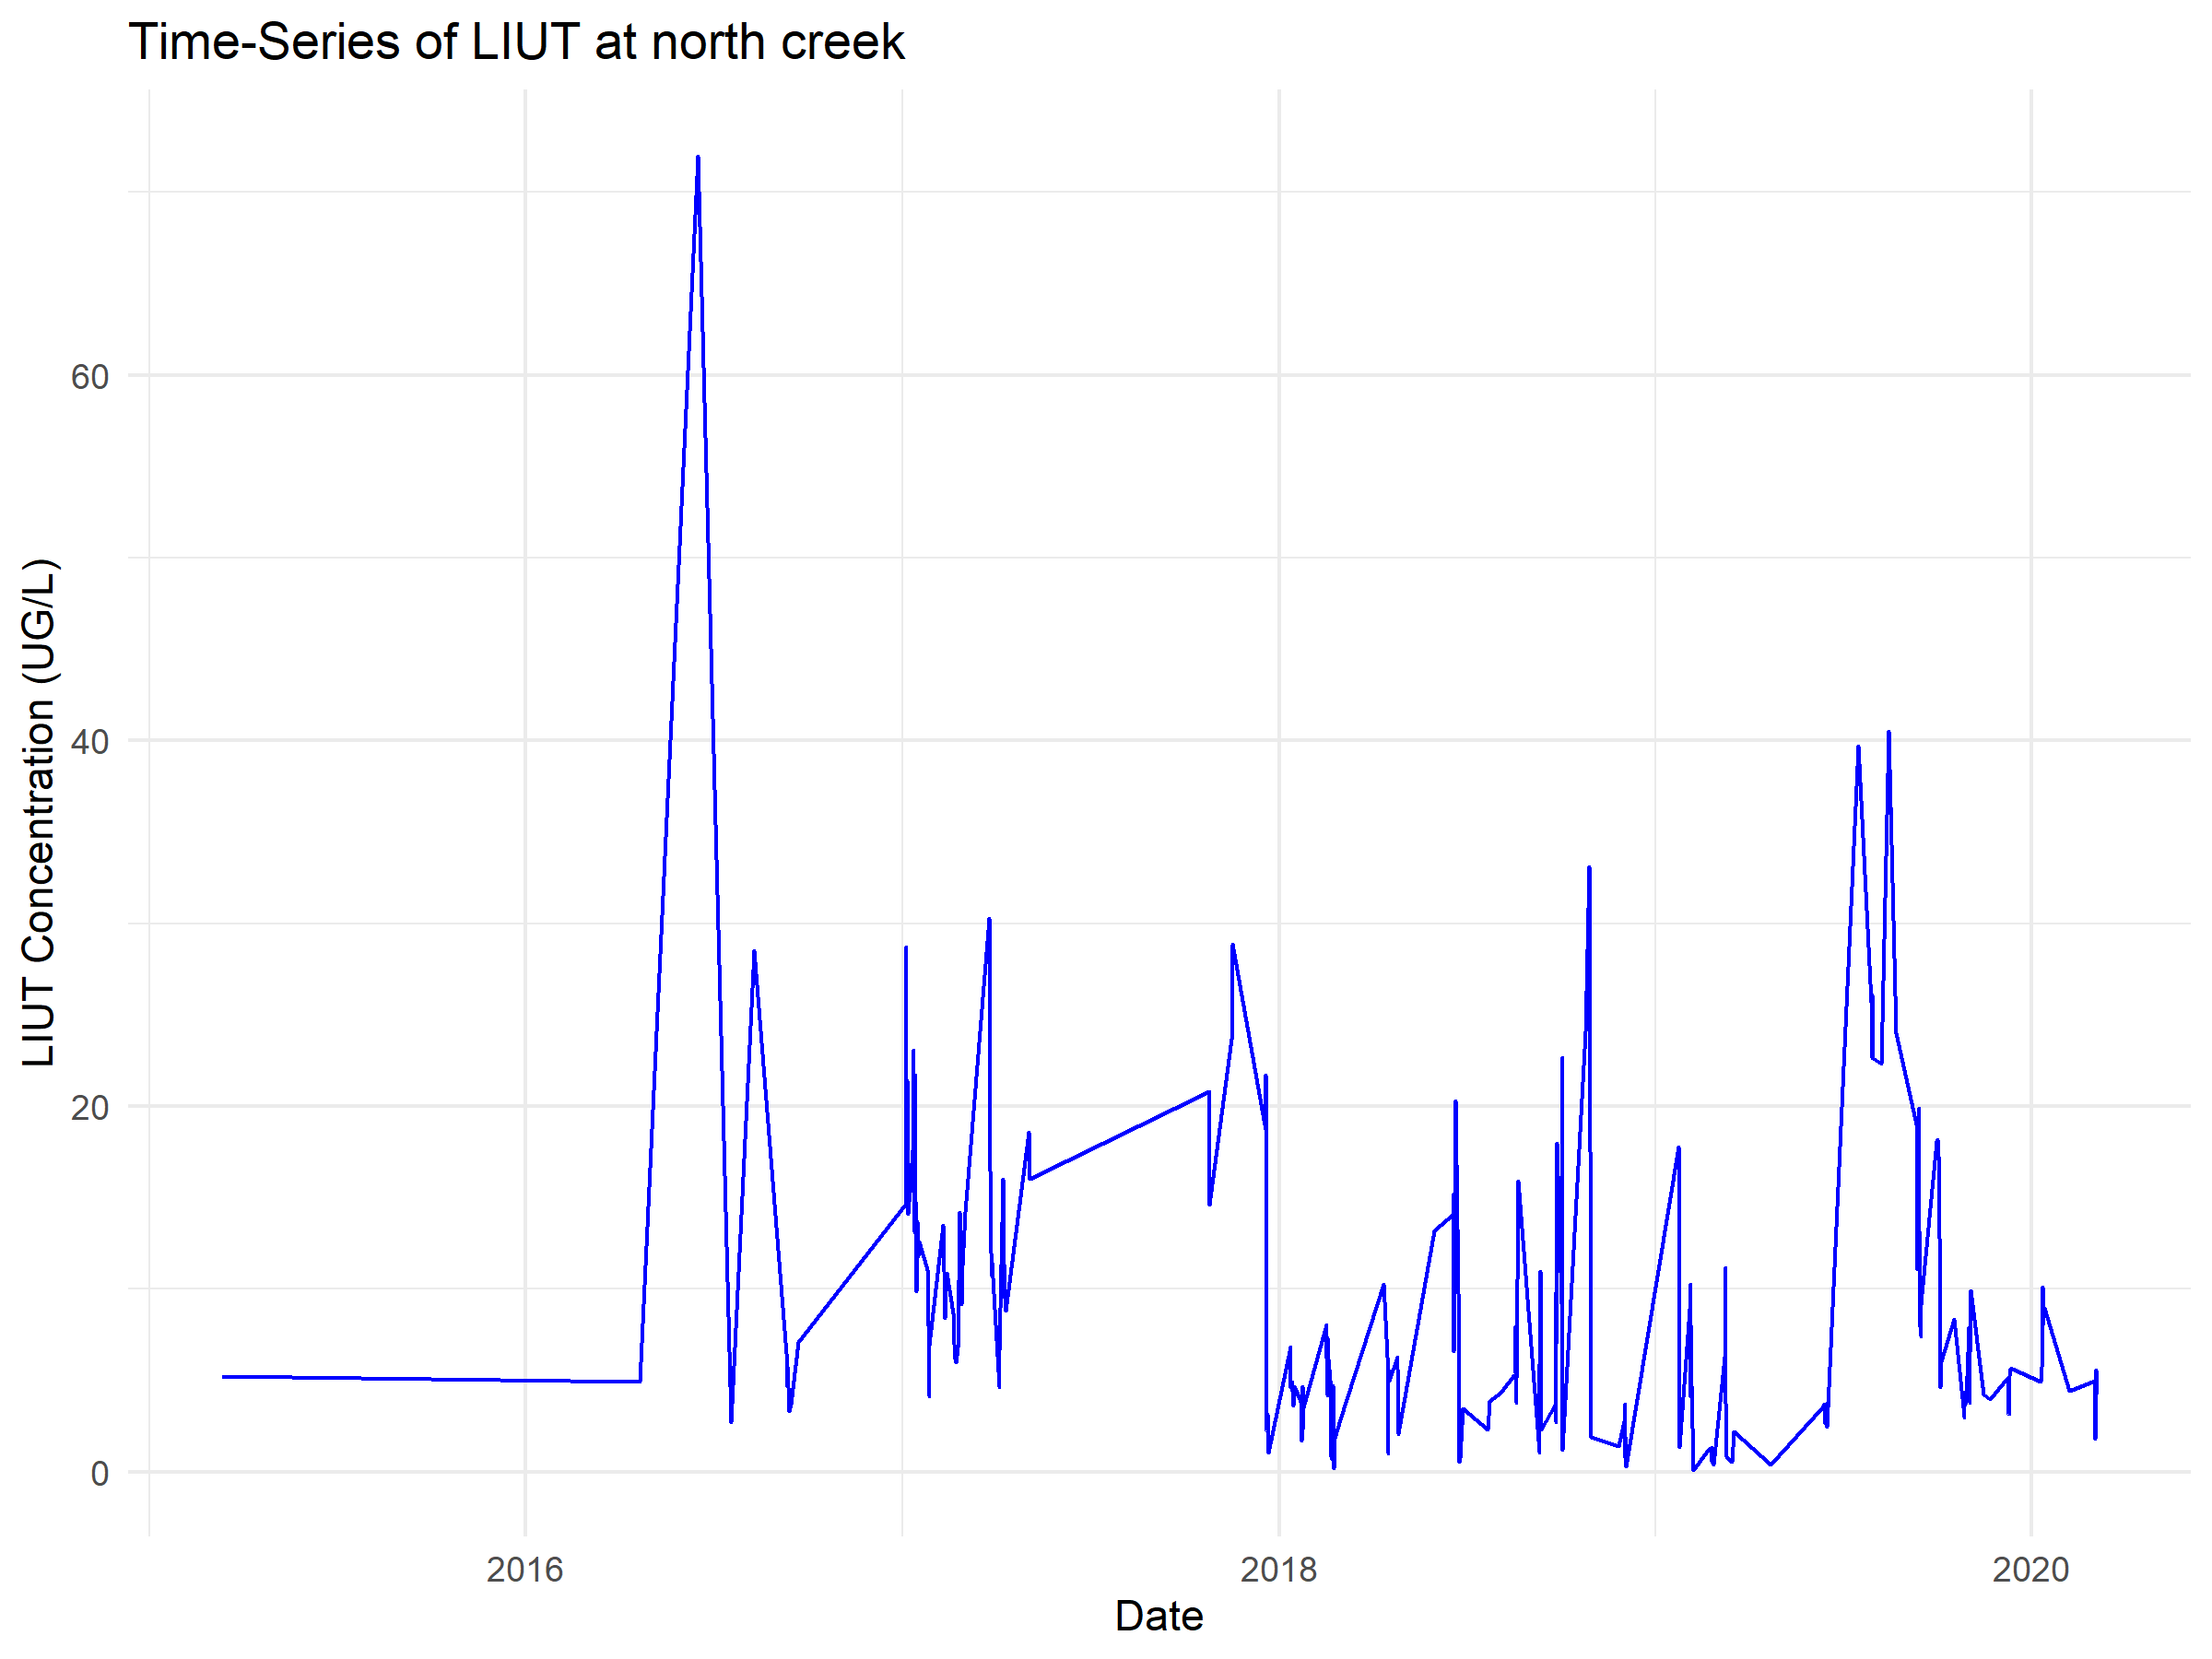 Time-Series of LIUT at north creek
LIUT Concentration (UG/L)
60
40
20
0
2016
2018
2020
Date